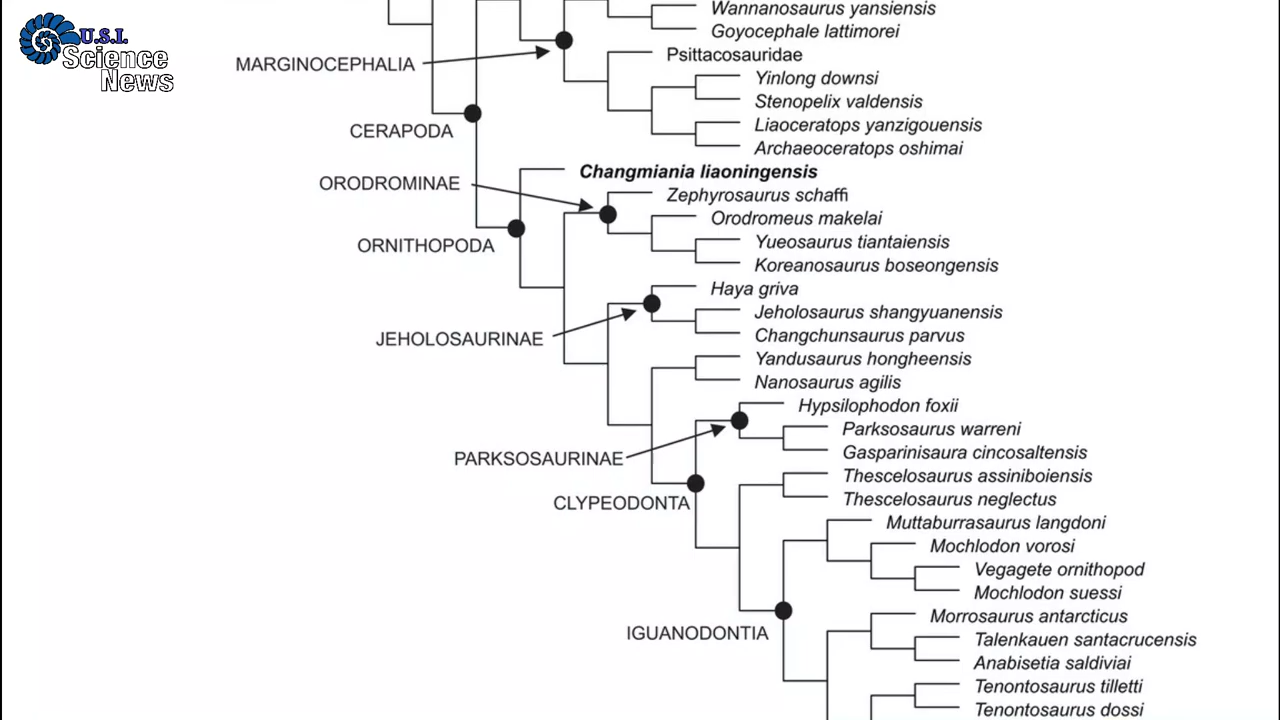 U.S.I.
Science
News
Wannanosaurus yansiensis
Goyocephale lattimorei
MARGINOCEPHALIA
Psittacosauridae
Yinlong downsi
Stenopelix valdensis
Liaoceratops yanzigouensis
CERAPODA
Archaeoceratops oshimai
Changmiania liaoningensis
ORODROMINAE
Zephyrosaurus schaffi
Orodromeus makelai
ORNITHOPODA
Yueosaurus tiantaiensis
Koreanosaurus boseongensis
Haya griva
Jeholosaurus shangyuanensis
JEHOLOSAURINAE
Changchunsaurus parvus
Yandusaurus hongheensis
Nanosaurus agilis
Hypsilophodon foxii
Parksosaurus warreni
PARKSOSAURINAE
Gasparinisaura cincosaltensis
Thescelosaurus assiniboiensis
CLYPEODONTA
Thescelosaurus neglectus
Muttaburrasaurus langdoni
Mochlodon vorosi
Vegagete ornithopod
Mochlodon suessi
Morrosaurus antarcticus
IGUANODONTIA
Talenkauen santacrucensis
Anabisetia saldiviai
Tenontosaurus tilletti
Tenontosaurus dossi